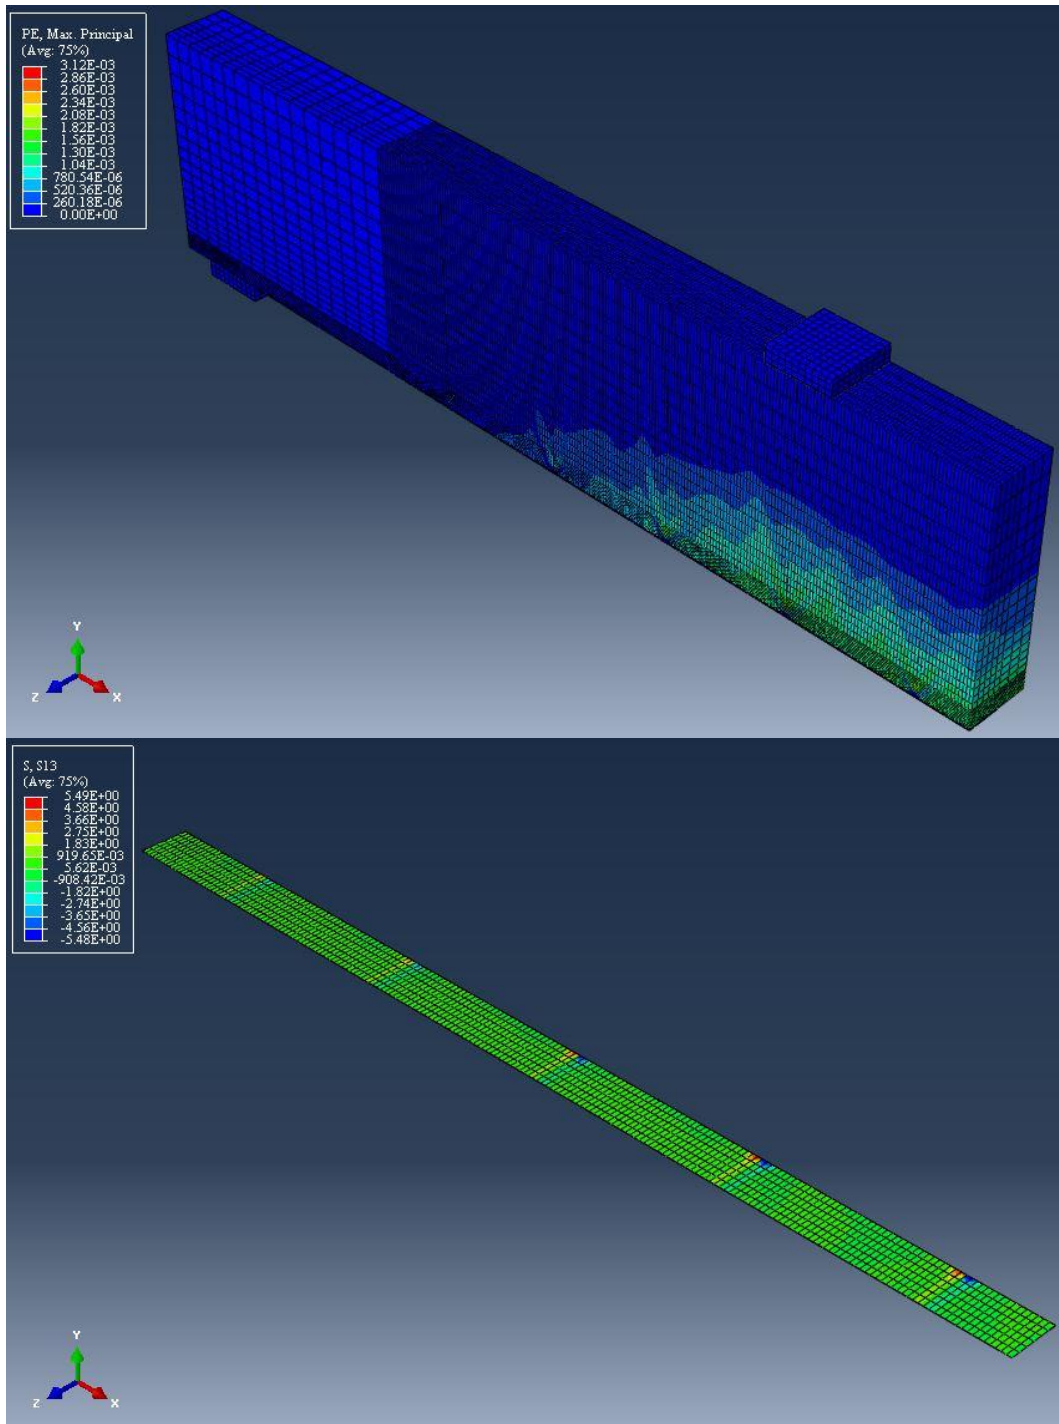 PE, Max. Principal
(Avg: 75%)
3.12E-03
2.86E-03
2.60E-03
2.34E-03
2.08E-03
1.82E-03
1.56E-03
1.30E-03
1.04E-03
780.54E-06
520.36E-06
260.18E-06
0.00E+00
Y
Z
X
S, S13
(Avg: 75%)
5.49E+00
4.58E+00
3.66E+00
2.75E+00
1.83E+00
919.65E-03
5.62E-03
-908.42E-03
-1.82E+00
-2.74E+00
-3.65E+00
-4.56E+00
-5.48E+00
Y
Z
X